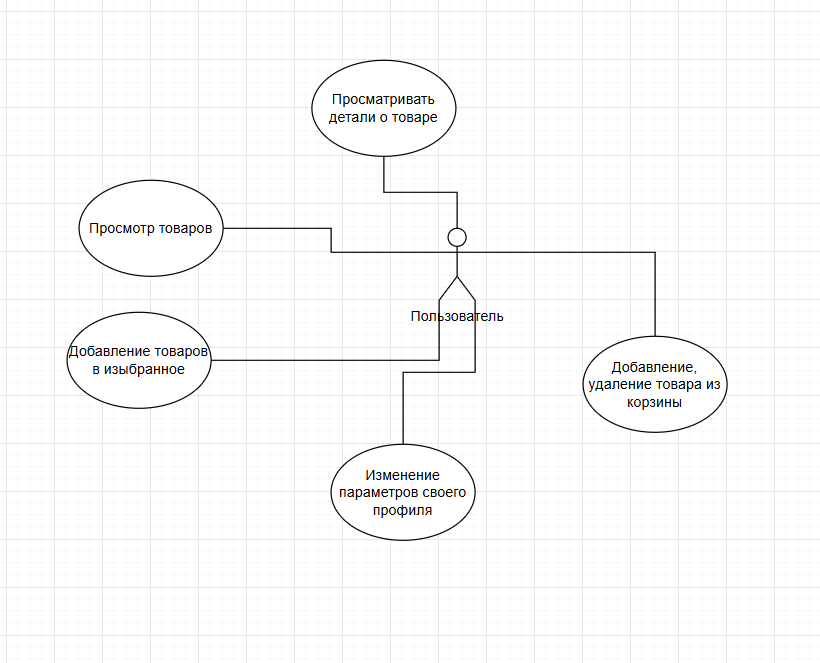 Просматривать
детали о товаре
Просмотр товаров
Пользователь
Добавление товаров
в изыбранное
Добавление,
удаление товара из
корзины
Изменение
параметров своего
профиля